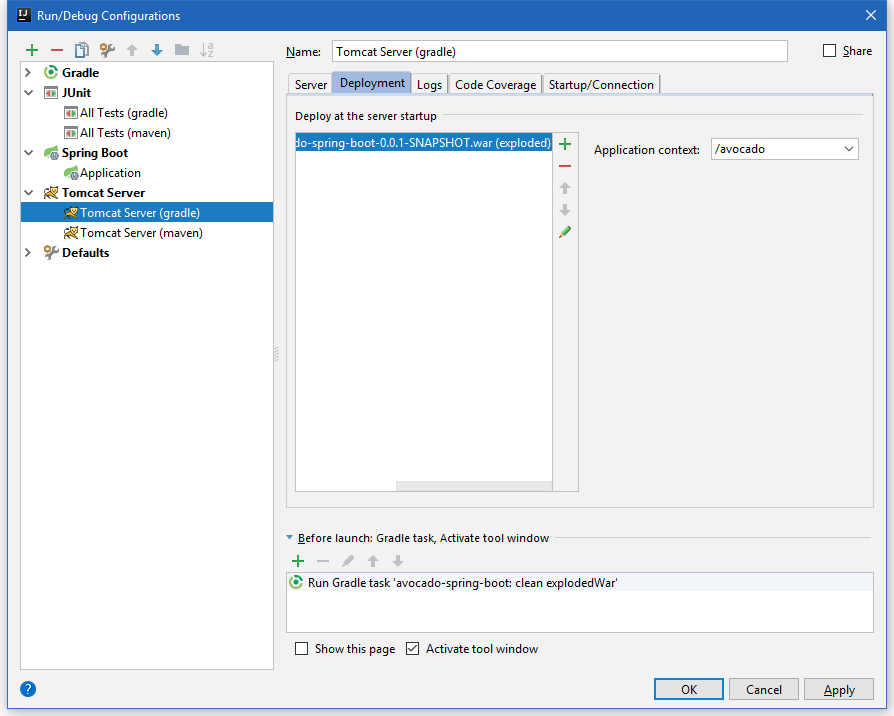 Run/Debug Configurations
Name: Tomcat Server (gradle) Share
Gradle
JUnit
All Tests (gradle)
All Tests (maven)
Spring Boot
Application
Tomcat Server
Tomcat Server (gradle)
Tomcat Server (maven)
Defaults
Server Deployment Logs Code Coverage Startup/Connection
Deploy at the server startup
do-spring-boot-0.0.1-SNAPSHOT.war (exploded)
Application context: /avocado
Before launch: Gradle task, Activate tool window
Run Gradle task 'avocado-spring-boot: clean explodedWar'
Show this page Activate tool window
OK Cancel Apply